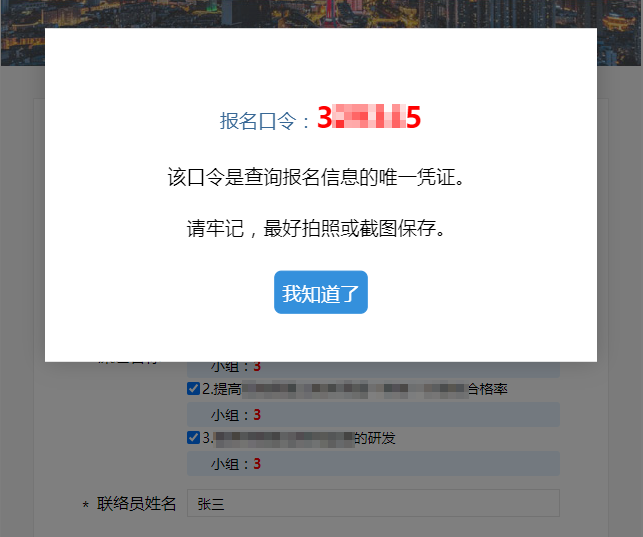 报名口令：3 5
该口令是查询报名信息的唯一凭证。
请牢记，最好拍照或截图保存。
我知道了
小组：3
2.提高 合格率
小组：3
3. 的研发
小组：3
* 联络员姓名 张三